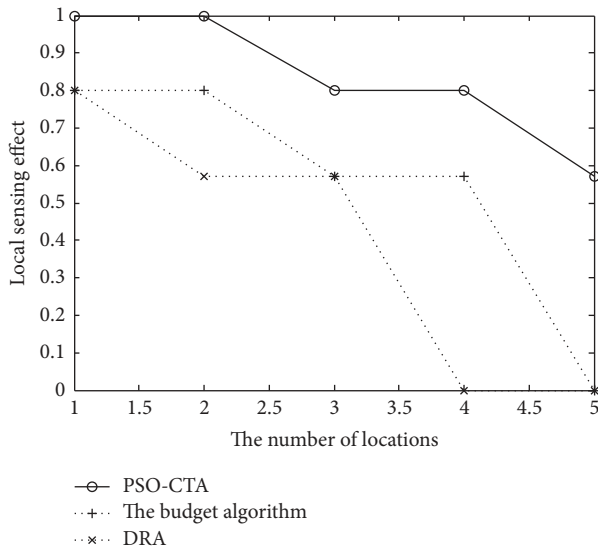 1
0.9
0.8
0.7
0.6
0.5
0.4
0.3
0.2
0.1
0
Local sensing effect
1 1.5 2 2.5 3 3.5 4 4.5 5
The number of locations
PSO-CTA
The budget algorithm
DRA